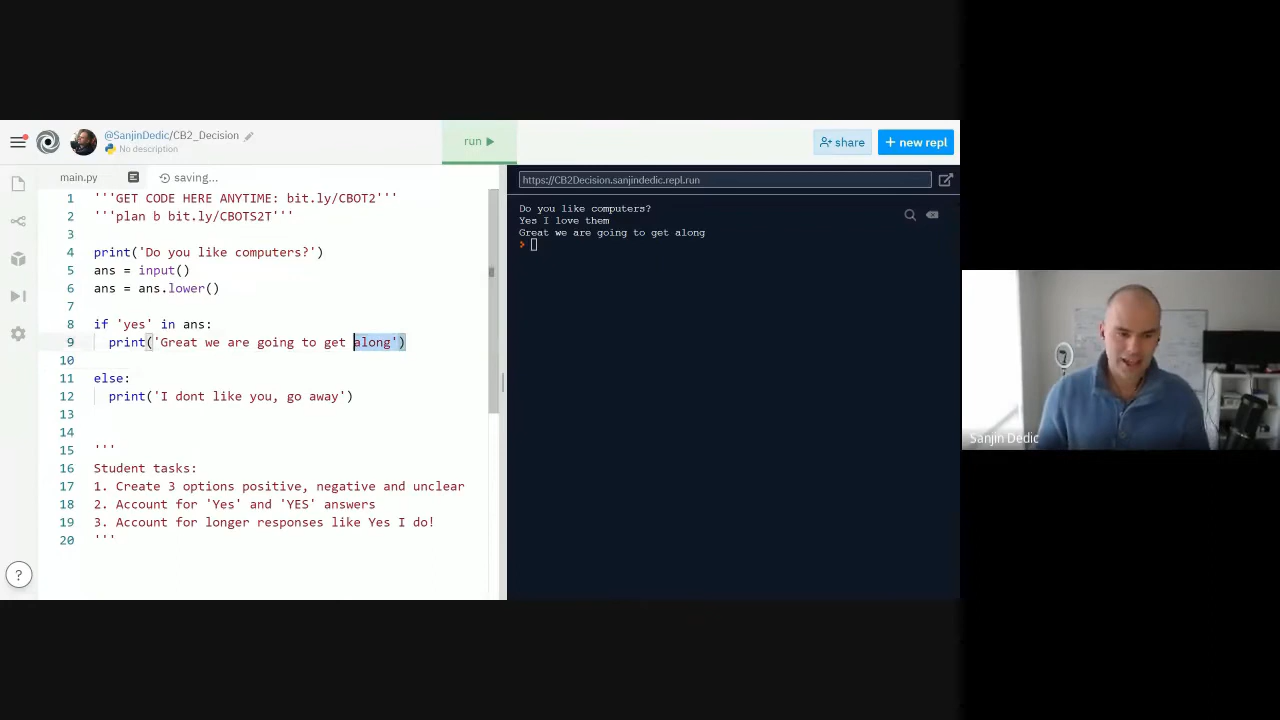 @SanjinDedic/CB2_Decision
No description
run
share
+ new repl
main.py
saving...
https://CB2Decision.sanjindedic.repl.run
1 '''GET CODE HERE ANYTIME: bit.ly/CBOT2'''
2 '''plan b bit.ly/CBOTS2T'''
3
4 print('Do you like computers?')
5 ans = input()
6 ans = ans.lower()
7
8 if 'yes' in ans:
9 print('Great we are going to get along')
10
11 else:
12 print('I dont like you, go away')
13
14
15 '''
16 Student tasks:
17 1. Create 3 options positive, negative and unclear
18 2. Account for 'Yes' and 'YES' answers
19 3. Account for longer responses like Yes I do!
20 '''
?
Do you like computers?
Yes I love them
Great we are going to get along
>
Sanjin Dedic